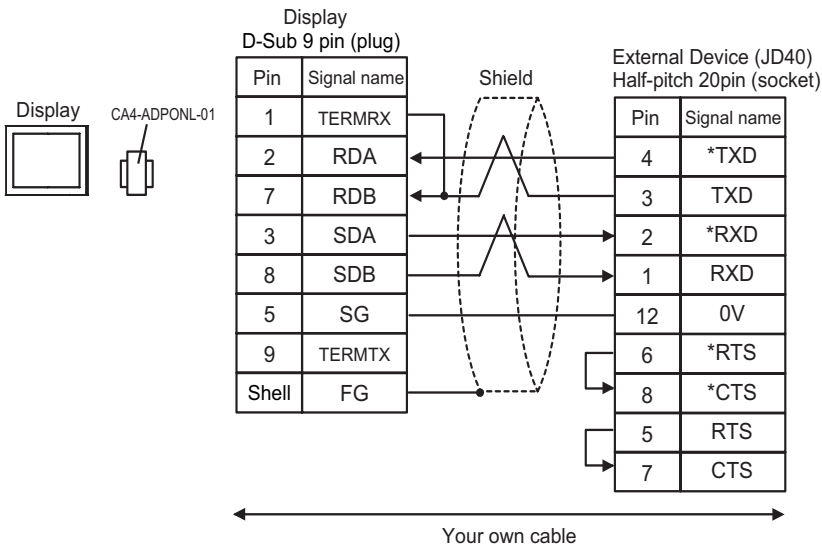 Display
D-Sub 9 pin (plug)
External Device (JD40)
Half-pitch 20pin (socket)
Display
CA4-ADPONL-01
Shield
Pin Signal name
1 TERMRX
2 RDA
7 RDB
3 SDA
8 SDB
5 SG
9 TERMTX
Shell FG
Pin Signal name
4 *TXD
3 TXD
2 *RXD
1 RXD
12 0V
6 *RTS
8 *CTS
5 RTS
7 CTS
Your own cable